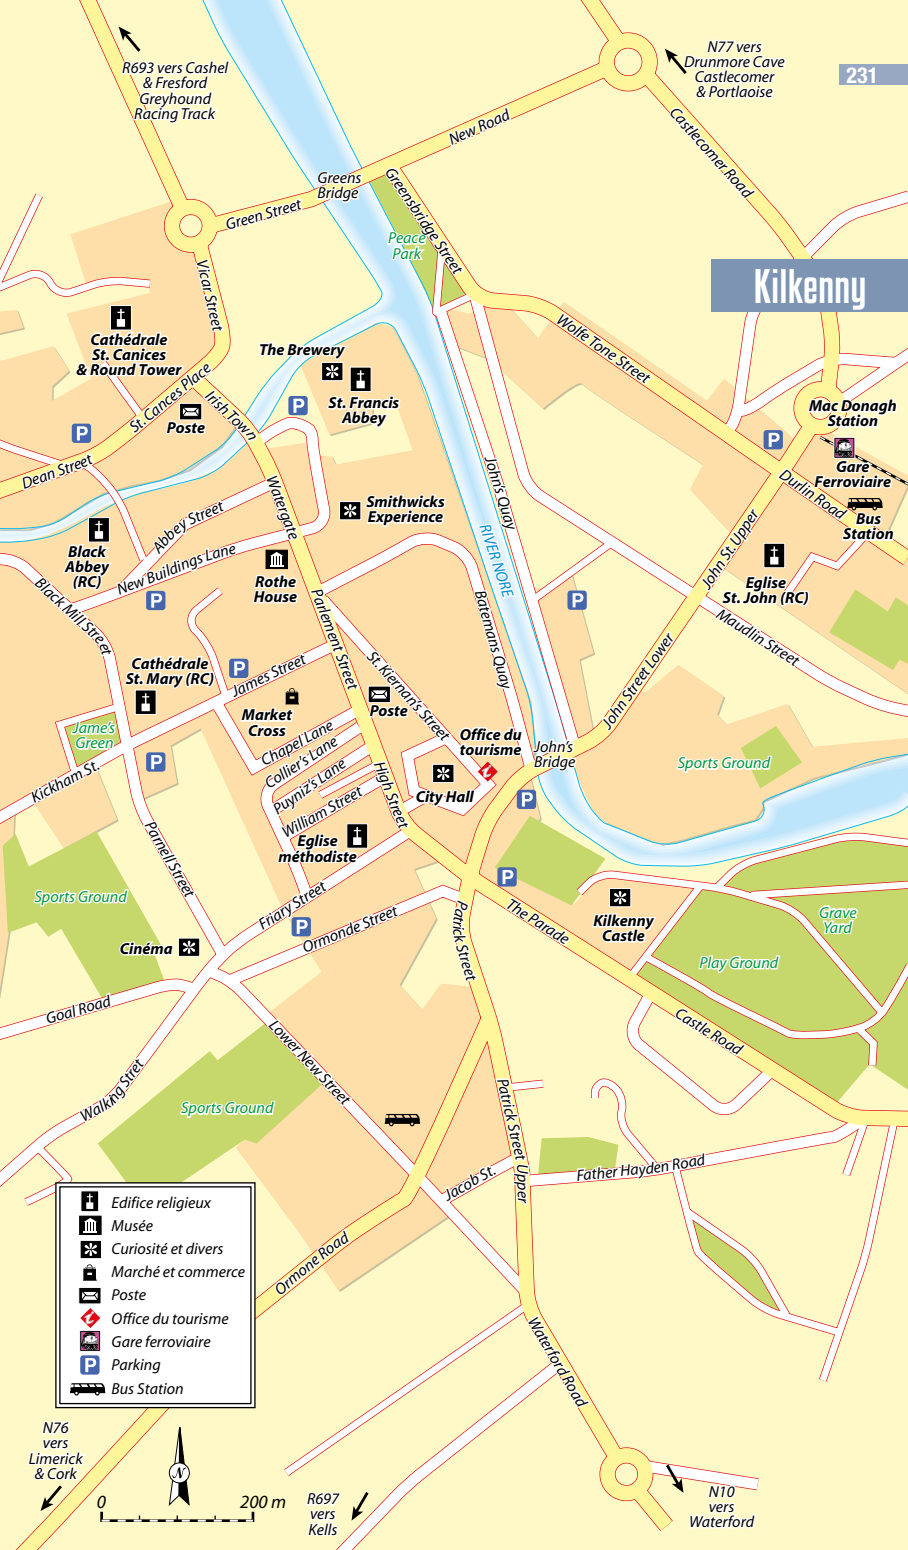 N77 vers
Drunmore Cave
Castlecomer
& Portlaoise
231
R693 vers Cashel
& Fresford
Greyhound
Racing Track
New Road
Castlecomer Road
Greens
Bridge
Green Street
Greensbridge Street
Peace
Park
Kilkenny
Vicar Street
Cathédrale
St. Canices
& Round Tower
The Brewery
St. Francis
Abbey
Wolfe Tone Street
St. Cances Place
Irish Town
Poste
P
P
P
Mac Donagh
Station
Gare
Ferroviaire
Dean Street
Durlin Road
Bus
Station
Watergate
John's Quay
Smithwicks
Experience
Abbey Street
John St. Upper
RIVER NORE
Black
Abbey
(RC)
New Buildings Lane
Rothe
House
Eglise
St. John (RC)
P
P
Black Mill Street
Parlement Street
Batemans Quay
Maudlin Street
Cathédrale
St. Mary (RC)
P
James Street
St. Kiernan's Street
John Street Lower
Market
Cross
Poste
Jame's
Green
Chapel Lane
Office du
tourisme
John's
Bridge
Sports Ground
P
Collier's Lane
Kickham St.
Puyniz's Lane
High Street
City Hall
P
William Street
Eglise
méthodiste
Parnell Street
P
Sports Ground
Friary Street
The Parade
Kilkenny
Castle
Grave
Yard
P
Ormonde Street
Patrick Street
Cinéma
Play Ground
Goal Road
Castle Road
Lower New Street
Walking Stret
Sports Ground
Patrick Street Upper
Jacob St.
Father Hayden Road
Ormone Road
Edifice religieux
Musée
Curiosité et divers
Marché et commerce
Poste
Office du tourisme
Gare ferroviaire
P
Parking
Bus Station
Waterford Road
N76
vers
Limerick
& Cork
N
0
200 m
R697
vers
Kells
N10
vers
Waterford